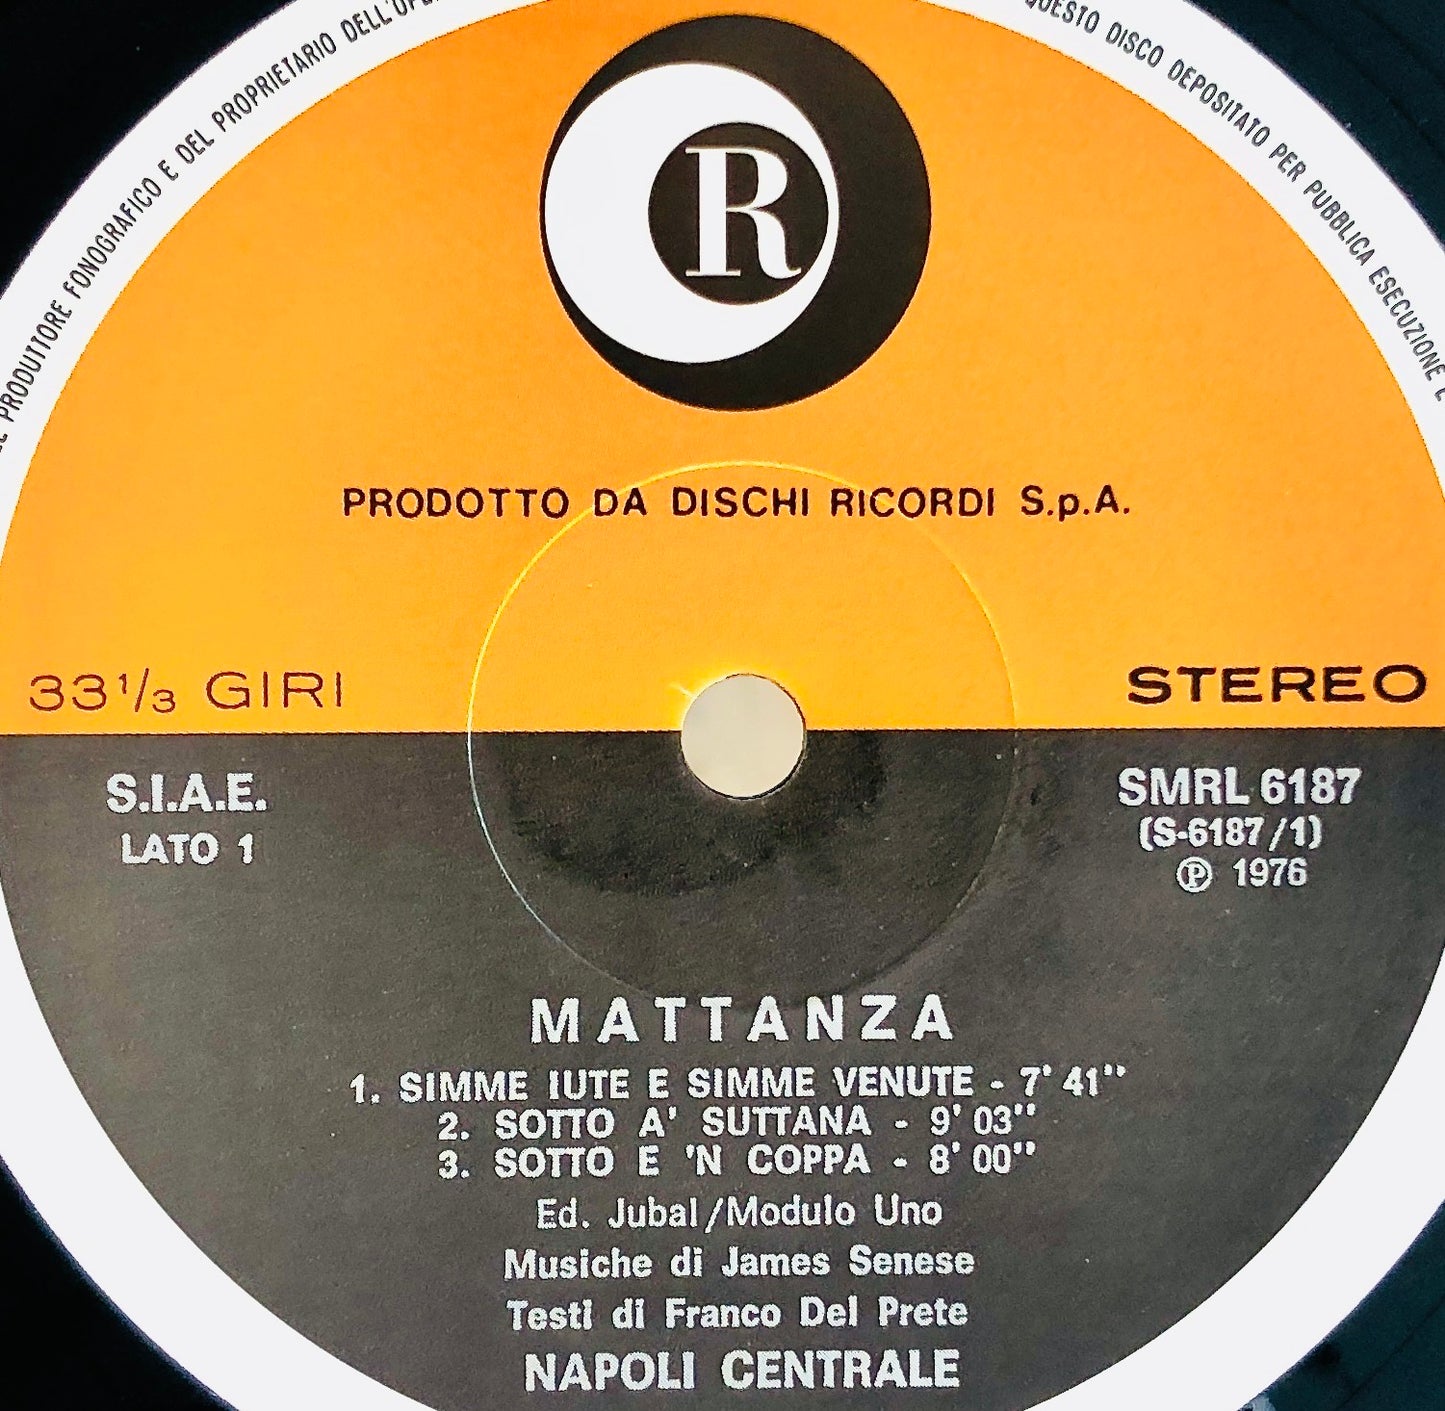 PRODUTTORE FONOGRAFICO E DEL PROPRIETARIO
QUESTO DISCO DEPOSITATO PER PUBBLICA ESECUZIONE E
R
PRODOTTO DA DISCHI RICORDI S.p.A.
33 1/3 GIRI
STEREO
S.I.A.E.
LATO 1
SMRL 6187
(S-6187/1)
℗ 1976
MATTANZA
1. SIMME IUTE E SIMME VENUTE - 7' 41''
2. SOTTO A' SUTTANA - 9' 03''
3. SOTTO E 'N COPPA - 8' 00''
Ed. Jubal/Modulo Uno
Musiche di James Senese
Testi di Franco Del Prete
NAPOLI CENTRALE